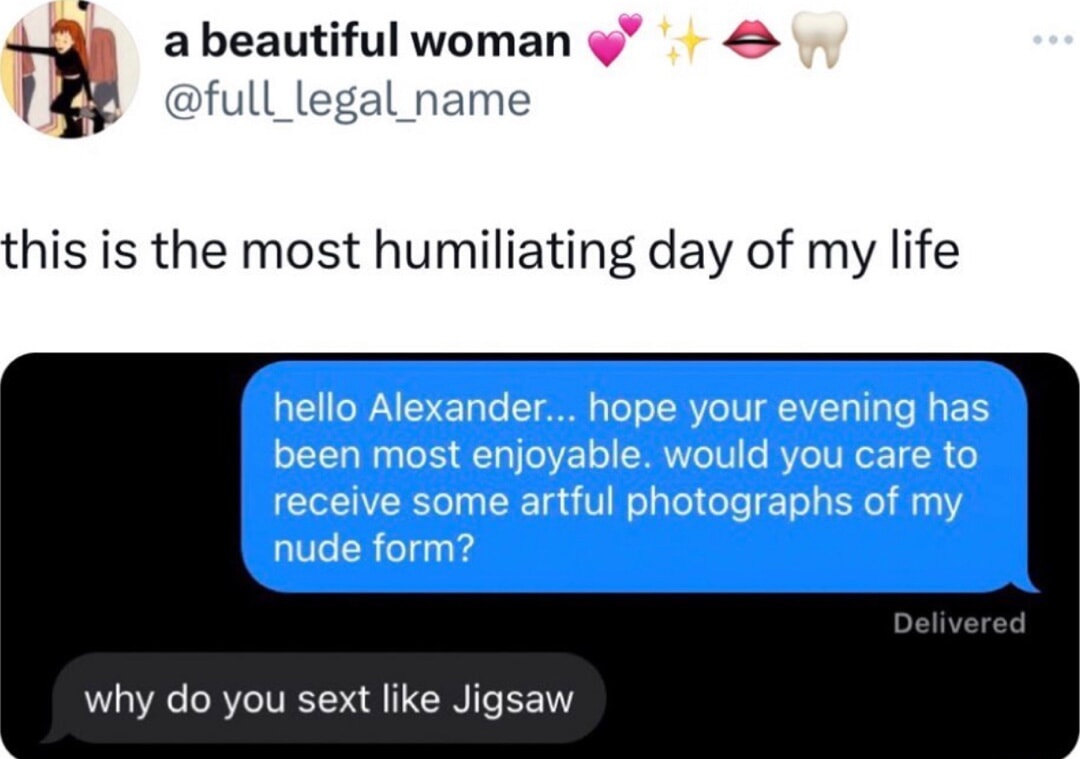 a beautiful woman 💕✨👄🦷
@full_legal_name
this is the most humiliating day of my life
hello Alexander... hope your evening has
been most enjoyable. would you care to
receive some artful photographs of my
nude form?
Delivered
why do you sext like Jigsaw